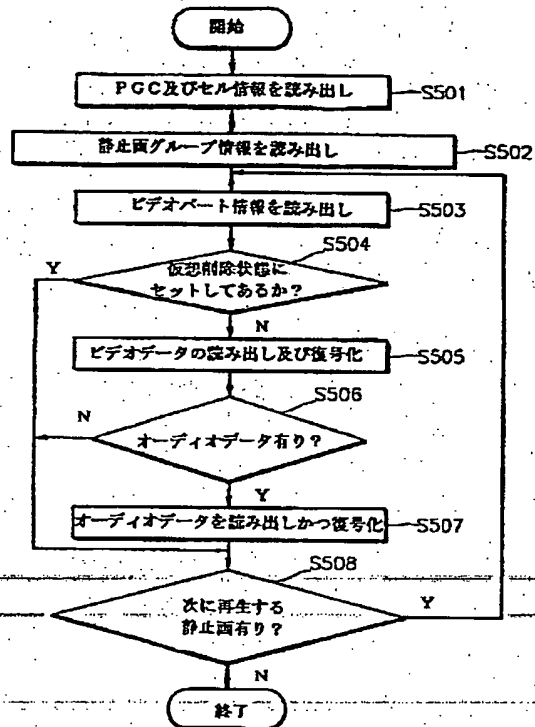 開始
PGC及びセル情報を読み出し
S501
静止画グループ情報を読み出し
S502
ビデオパート情報を読み出し
S503
S504
Y
仮想削除状態に
セットしてあるか?
N
ビデオデータの読み出し及び復号化
S505
S506
N
オーディオデータ有り?
Y
オーディオデータを読み出しかつ復号化
S507
S508
次に再生する
静止画有り?
Y
N
終了